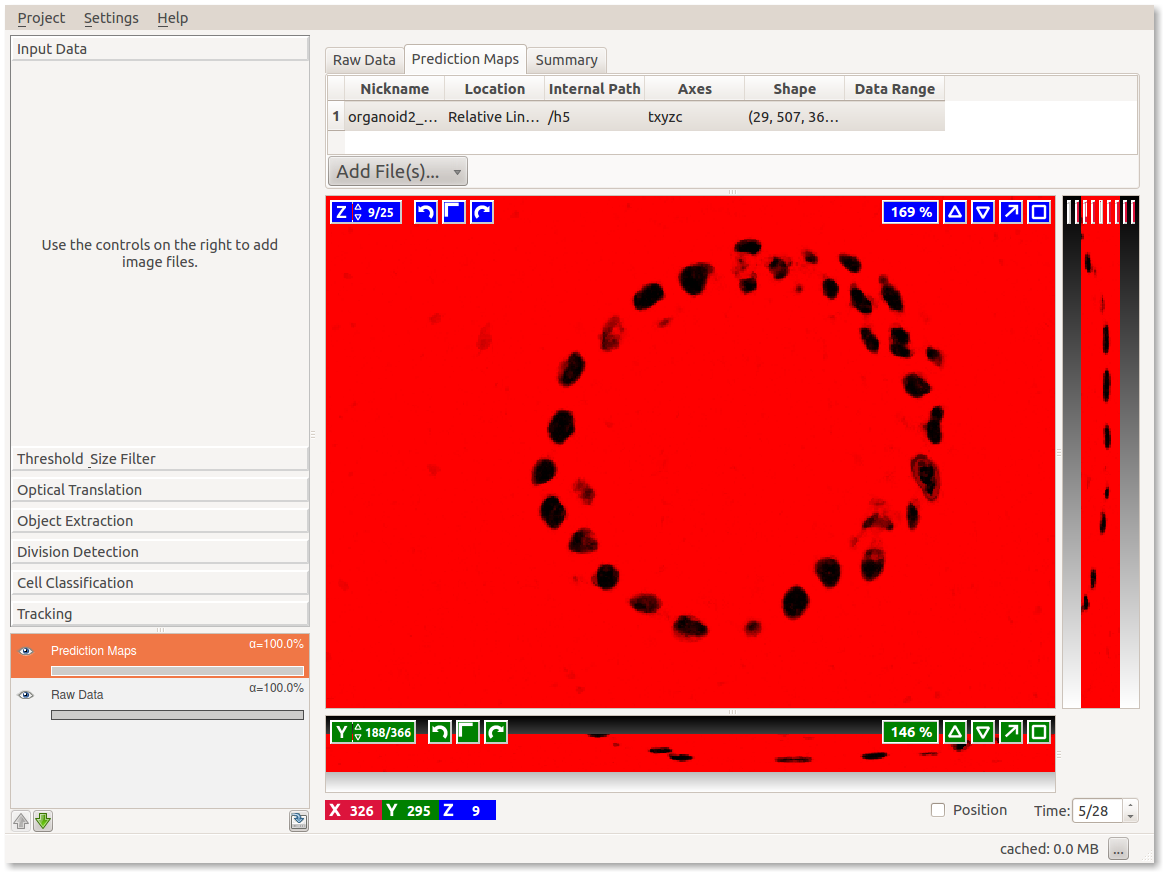 Project Settings Help
Input Data
Use the controls on the right to add
image files.
Threshold_Size Filter
Optical Translation
Object Extraction
Division Detection
Cell Classification
Tracking
Prediction Maps α=100.0%
Raw Data α=100.0%
Raw Data Prediction Maps Summary
Nickname Location Internal Path Axes Shape Data Range
1 organoid2_... Relative Lin... /h5 txyzc (29, 507, 36...
Add File(s)...
Z 9/25 169 %
Y 188/366 146 %
X 326 Y 295 Z 9
Position Time: 5/28
cached: 0.0 MB ...